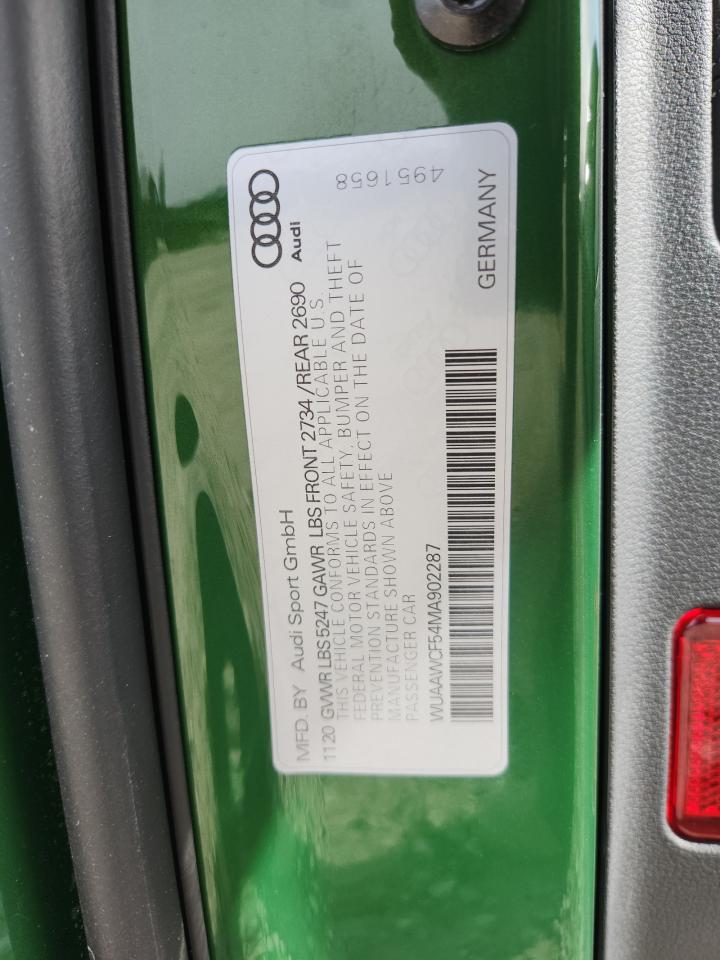 MFD. BY Audi Sport GmbH
1120 GVWR LBS 5247 GAWR LBS FRONT 2734/REAR 2690
THIS VEHICLE CONFORMS TO ALL APPLICABLE U.S.
FEDERAL MOTOR VEHICLE SAFETY, BUMPER AND THEFT
PREVENTION STANDARDS IN EFFECT ON THE DATE OF
MANUFACTURE SHOWN ABOVE
PASSENGER CAR
WUAAWCF54MA902287
Audi
GERMANY
4951658